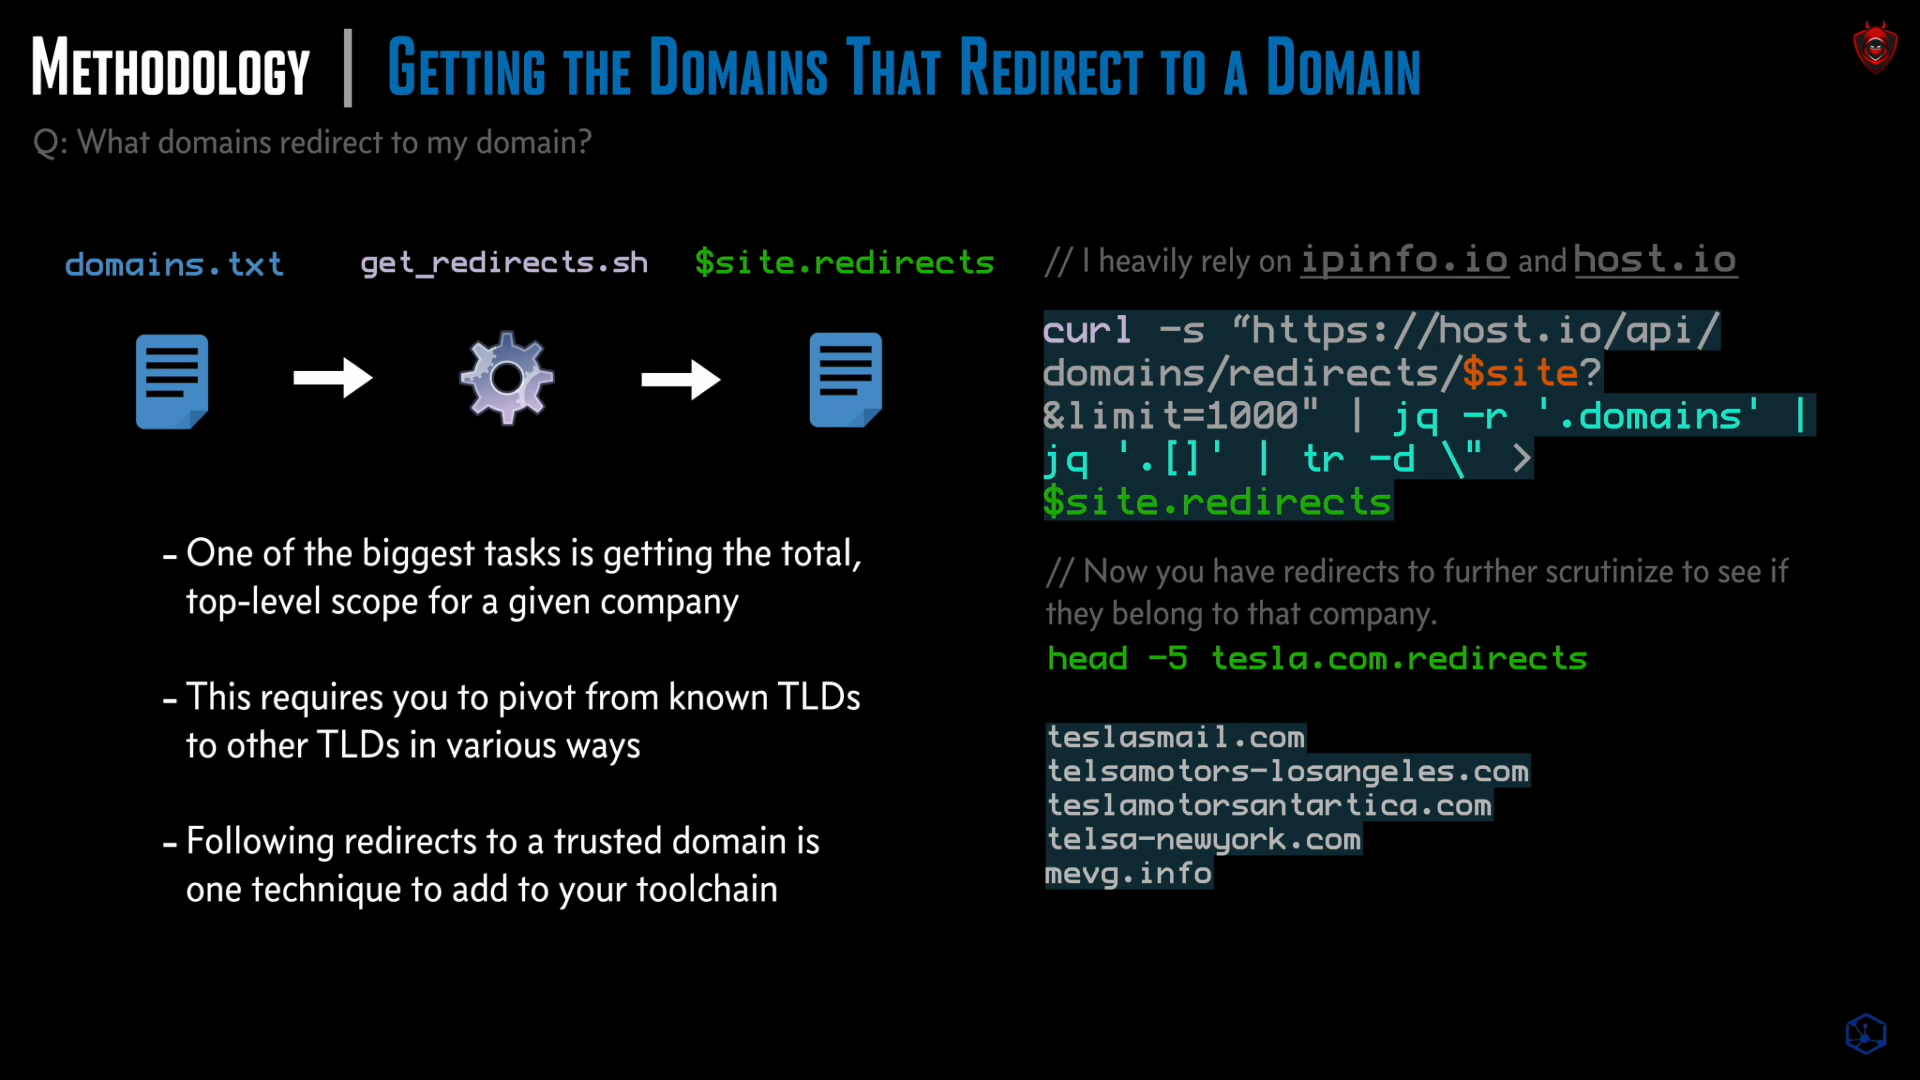 METHODOLOGY | GETTING THE DOMAINS THAT REDIRECT TO A DOMAIN
Q: What domains redirect to my domain?
domains.txt
get_redirects.sh
$site.redirects
- One of the biggest tasks is getting the total,
top-level scope for a given company
- This requires you to pivot from known TLDs
to other TLDs in various ways
- Following redirects to a trusted domain is
one technique to add to your toolchain
// I heavily rely on ipinfo.io and host.io
curl -s “https://host.io/api/
domains/redirects/$site?
&limit=1000" | jq -r '.domains' |
jq '.[]' | tr -d \" >
$site.redirects
// Now you have redirects to further scrutinize to see if
they belong to that company.
head -5 tesla.com.redirects
teslasmail.com
telsamotors-losangeles.com
teslamotorsantartica.com
telsa-newyork.com
mevg.info